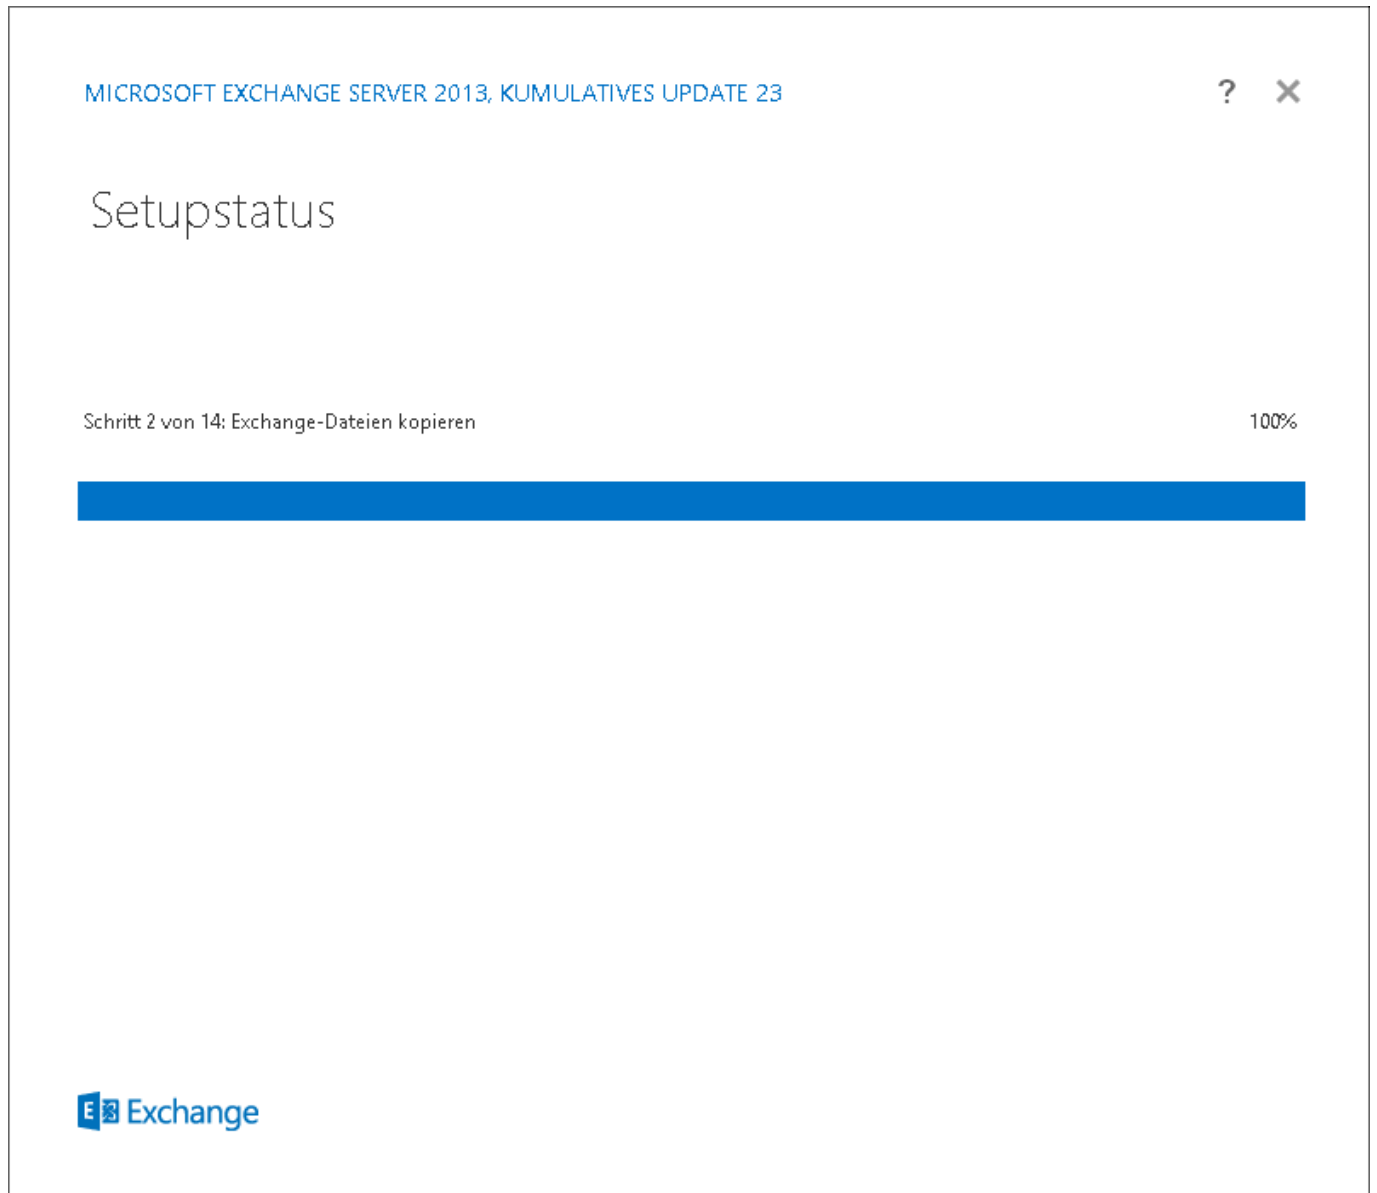 MICROSOFT EXCHANGE SERVER 2013, KUMULATIVES UPDATE 23 ?
Setupstatus
Schritt 2 von 14: Exchange-Dateien kopieren 100%
E Exchange